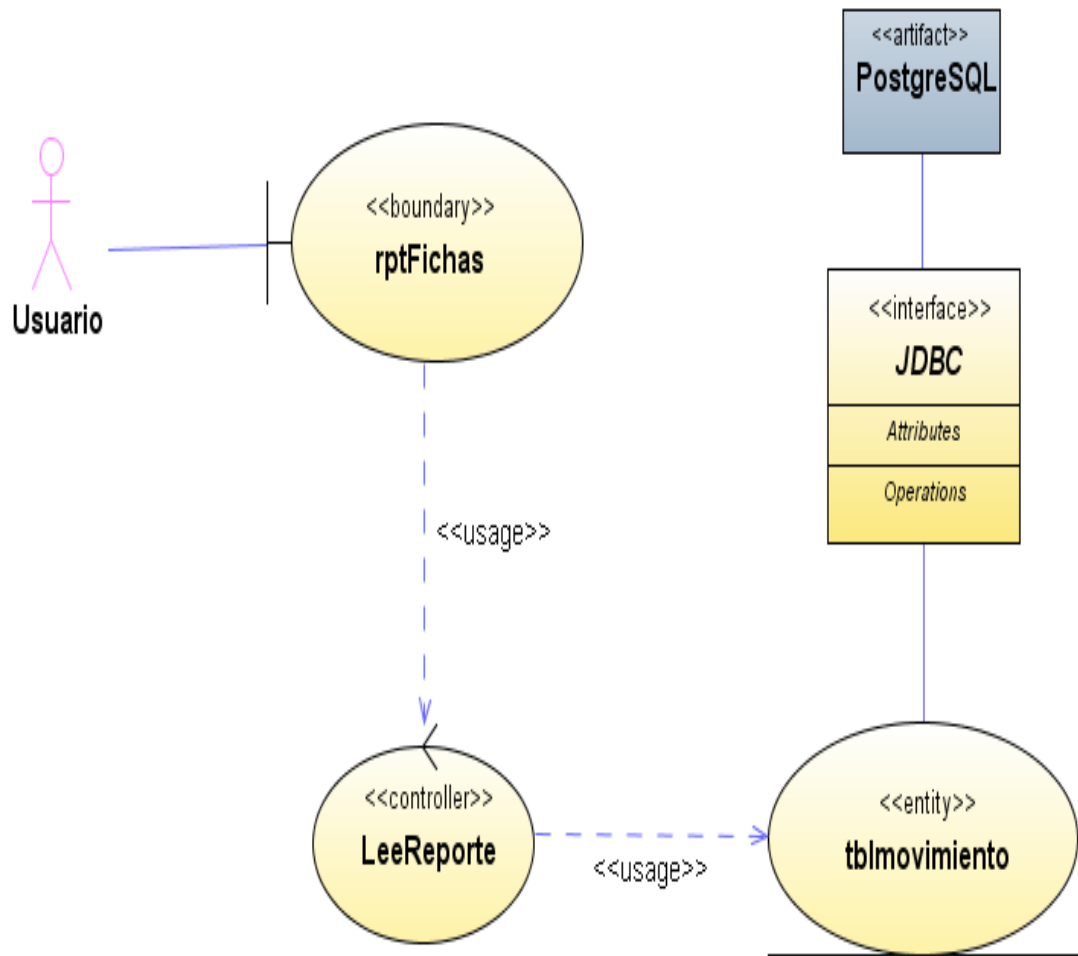 <<artifact>>
PostgreSQL
<<boundary>>
rptFichas
Usuario
<<interface>>
JDBC
Attributes
Operations
<<usage>>
<<controller>>
LeeReporte
<<usage>>
<<entity>>
tblmovimiento